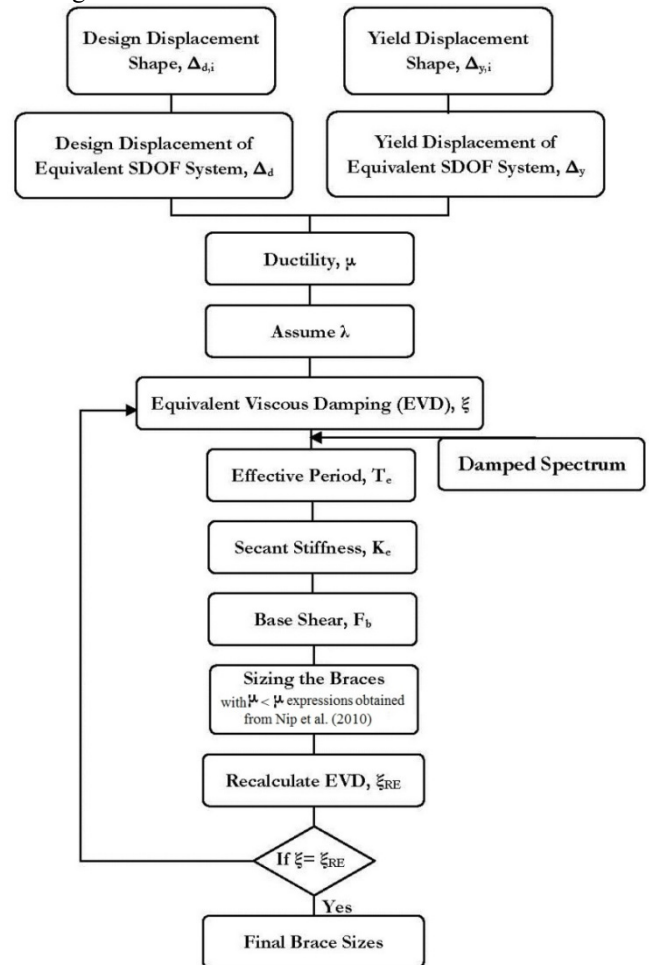 Design Displacement
Shape, Δd,i
Yield Displacement
Shape, Δy,i
Design Displacement of
Equivalent SDOF System, Δd
Yield Displacement of
Equivalent SDOF System, Δy
Ductility, μ
Assume λ
Equivalent Viscous Damping (EVD), ξ
Damped Spectrum
Effective Period, Te
Secant Stiffness, Ke
Base Shear, Fb
Sizing the Braces
with μ < μ expressions obtained
from Nip et al. (2010)
Recalculate EVD, ξRE
If ξ= ξRE
Yes
Final Brace Sizes